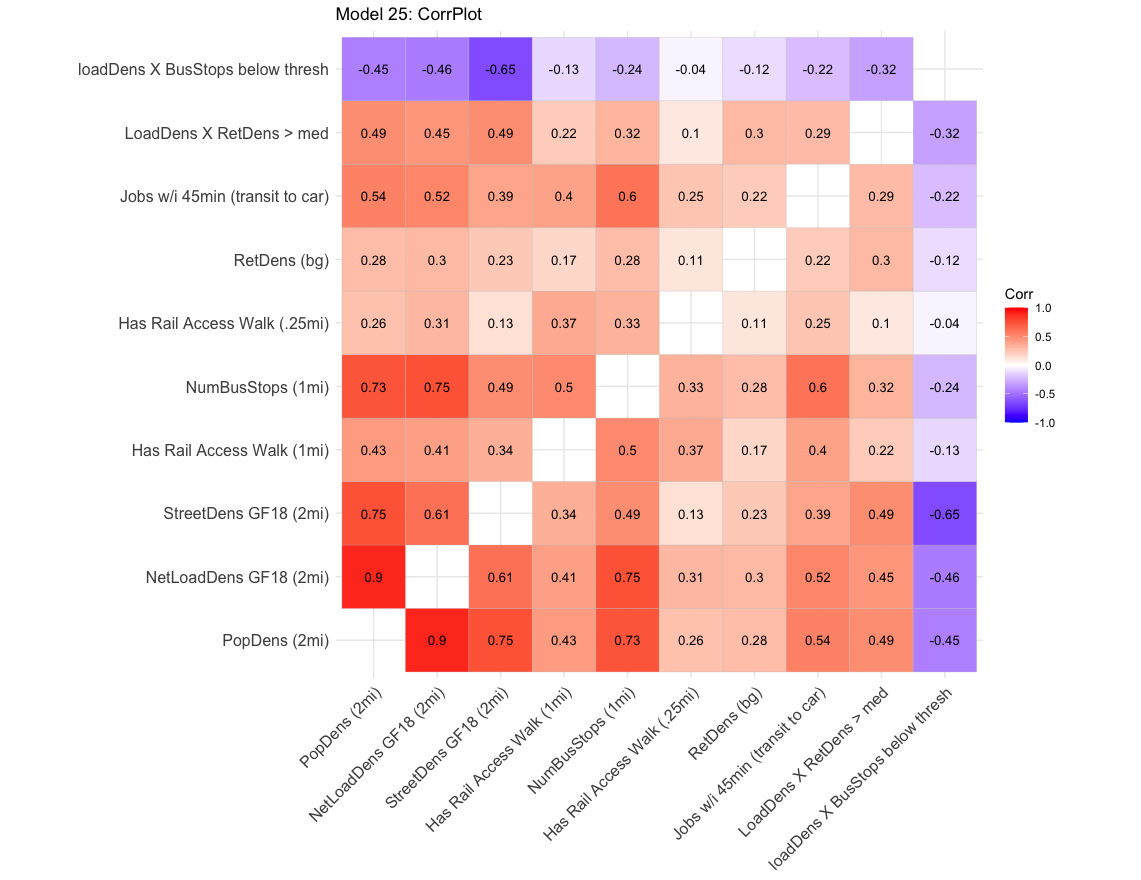 Model 25: CorrPlot
loadDens X BusStops below thresh -0.45 -0.46 -0.65 -0.13 -0.24 -0.04 -0.12 -0.22 -0.32
LoadDens X RetDens > med 0.49 0.45 0.49 0.22 0.32 0.1 0.3 0.29 -0.32
Jobs w/i 45min (transit to car) 0.54 0.52 0.39 0.4 0.6 0.25 0.22 0.29 -0.22
RetDens (bg) 0.28 0.3 0.23 0.17 0.28 0.11 0.22 0.3 -0.12
Has Rail Access Walk (.25mi) 0.26 0.31 0.13 0.37 0.33 0.11 0.25 0.1 -0.04
NumBusStops (1mi) 0.73 0.75 0.49 0.5 0.33 0.28 0.6 0.32 -0.24
Has Rail Access Walk (1mi) 0.43 0.41 0.34 0.5 0.37 0.17 0.4 0.22 -0.13
StreetDens GF18 (2mi) 0.75 0.61 0.34 0.49 0.13 0.23 0.39 0.49 -0.65
NetLoadDens GF18 (2mi) 0.9 0.61 0.41 0.75 0.31 0.3 0.52 0.45 -0.46
PopDens (2mi) 0.9 0.75 0.43 0.73 0.26 0.28 0.54 0.49 -0.45
PopDens (2mi)
NetLoadDens GF18 (2mi)
StreetDens GF18 (2mi)
Has Rail Access Walk (1mi)
NumBusStops (1mi)
Has Rail Access Walk (.25mi)
RetDens (bg)
Jobs w/i 45min (transit to car)
LoadDens X RetDens > med
loadDens X BusStops below thresh
Corr
1.0
0.5
0.0
-0.5
-1.0